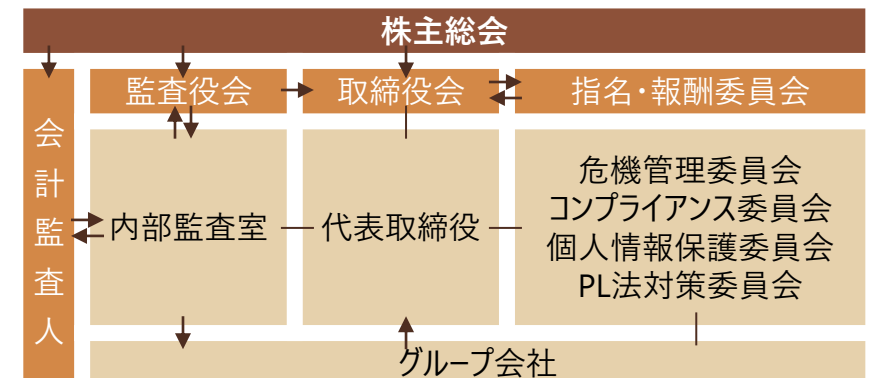 株主総会
会計監査人
監査役会
取締役会
指名・報酬委員会
内部監査室
代表取締役
危機管理委員会
コンプライアンス委員会
個人情報保護委員会
PL法対策委員会
グループ会社